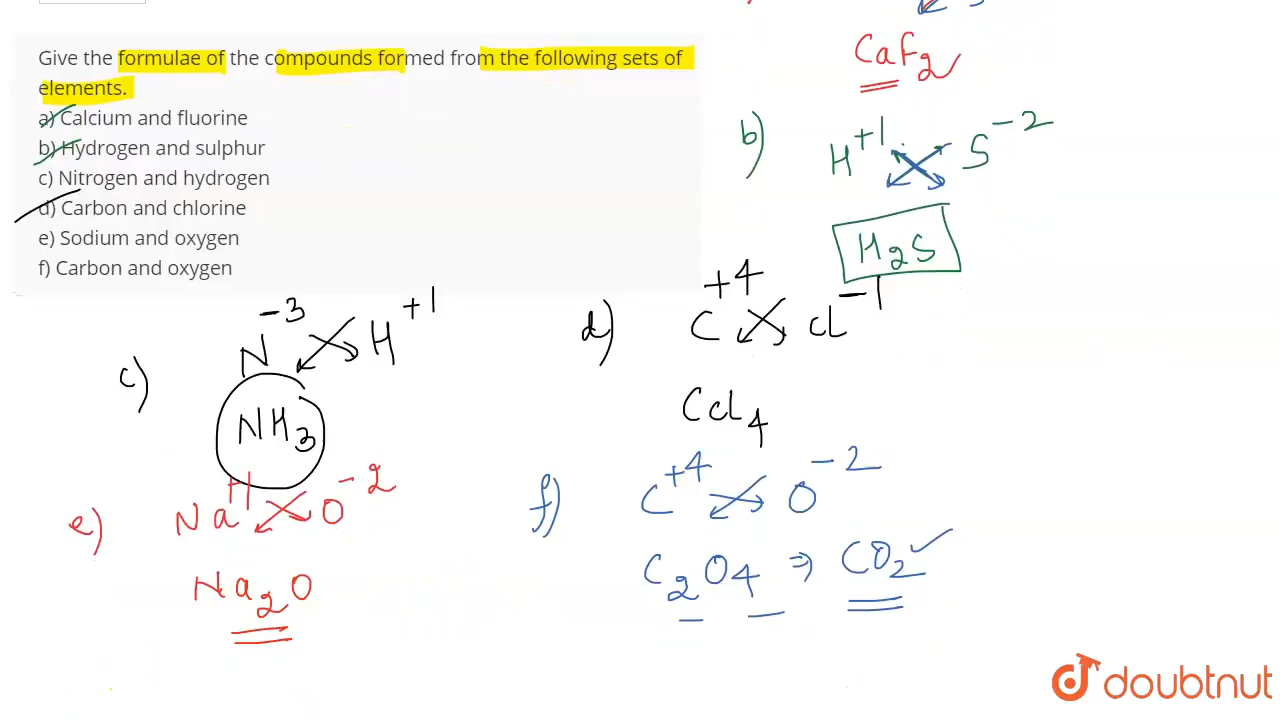 Give the formulae of the compounds formed from the following sets of
elements.
a) Calcium and fluorine
b) Hydrogen and sulphur
c) Nitrogen and hydrogen
d) Carbon and chlorine
e) Sodium and oxygen
f) Carbon and oxygen
CaF2
b) H+1 S-2
H2S
c) N-3 H+1
NH3
d) C+4 Cl-1
CCl4
e) Na+1 O-2
Na2O
f) C+4 O-2
C2O4 ⇒ CO2
doubtnut